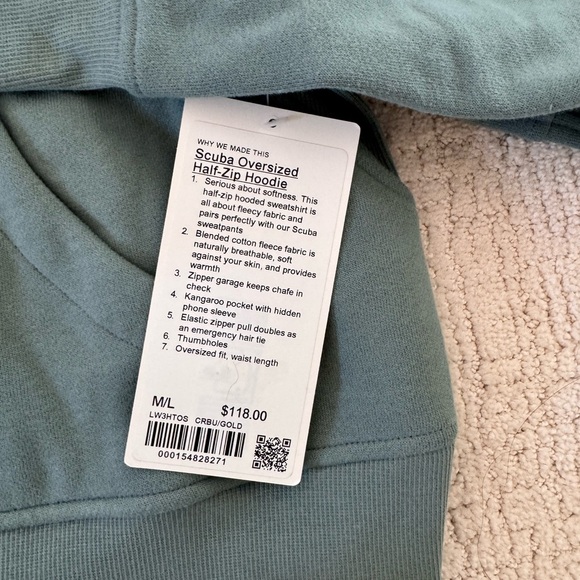 WHY WE MADE THIS
Scuba Oversized
Half-Zip Hoodie
1. Serious about softness. This
half-zip hooded sweatshirt is
all about fleecy fabric and
pairs perfectly with our Scuba
sweatpants
2. Blended cotton fleece fabric is
naturally breathable, soft
against your skin, and provides
warmth
3. Zipper garage keeps chafe in
check
4. Kangaroo pocket with hidden
phone sleeve
5. Elastic zipper pull doubles as
an emergency hair tie
6. Thumbholes
7. Oversized fit, waist length
M/L $118.00
LW3HTOS CRBU/GOLD
000154828271